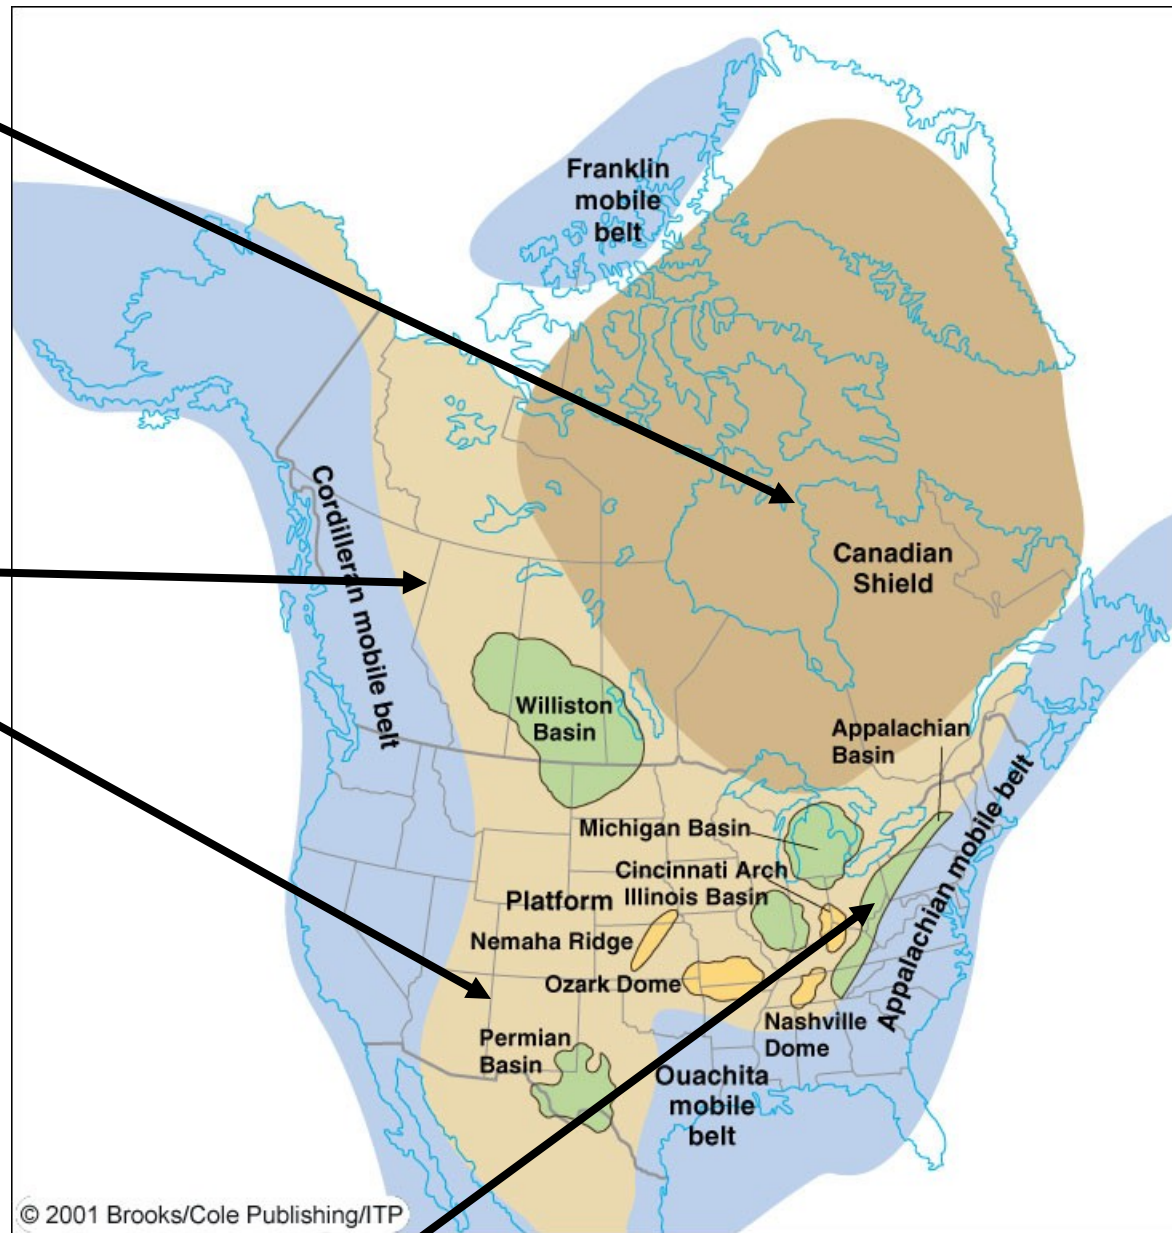 Franklin
mobile
belt
Cordilleran mobile belt
Canadian
Shield
Williston
Basin
Appalachian
Basin
Michigan Basin
Cincinnati Arch
Platform
Illinois Basin
Nemaha Ridge
Ozark Dome
Appalachian mobile belt
Nashville
Dome
Permian
Basin
Ouachita
mobile
belt
© 2001 Brooks/Cole Publishing/ITP